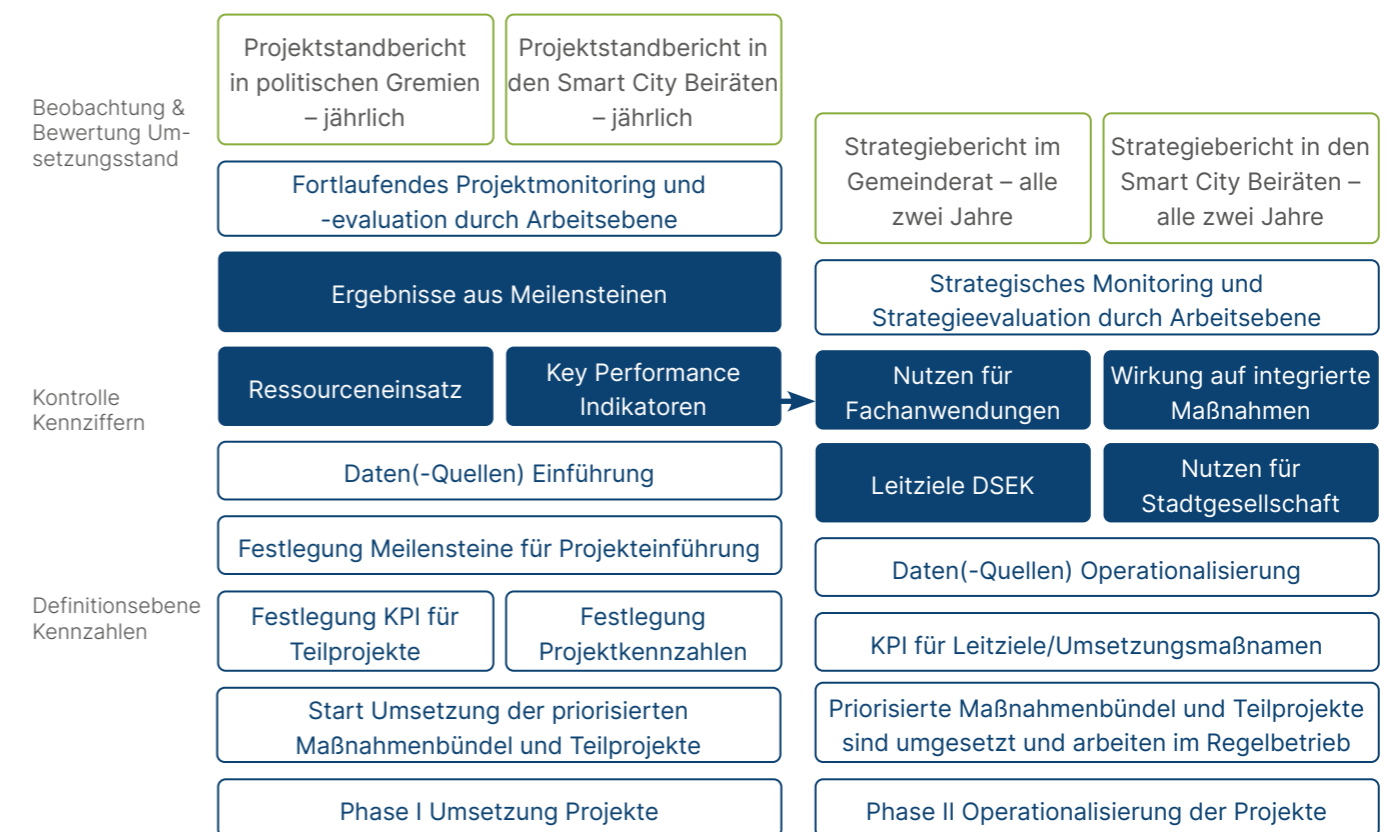 Beobachtung &
Bewertung Um-
setzungsstand
Kontrolle
Kennziffern
Definitionsebene
Kennzahlen
Projektstandbericht
in politischen Gremien
– jährlich
Projektstandbericht in
den Smart City Beiräten
– jährlich
Fortlaufendes Projektmonitoring und
-evaluation durch Arbeitsebene
Ergebnisse aus Meilensteinen
Ressourceneinsatz
Key Performance
Indikatoren
Daten(-Quellen) Einführung
Festlegung Meilensteine für Projekteinführung
Festlegung KPI für
Teilprojekte
Festlegung
Projektkennzahlen
Start Umsetzung der priorisierten
Maßnahmenbündel und Teilprojekte
Phase I Umsetzung Projekte
Strategiebericht im
Gemeinderat – alle
zwei Jahre
Strategiebericht in den
Smart City Beiräten –
alle zwei Jahre
Strategisches Monitoring und
Strategieevaluation durch Arbeitsebene
Nutzen für
Fachanwendungen
Wirkung auf integrierte
Maßnahmen
Leitziele DSEK
Nutzen für
Stadtgesellschaft
Daten(-Quellen) Operationalisierung
KPI für Leitziele/Umsetzungsmaßnamen
Priorisierte Maßnahmenbündel und Teilprojekte
sind umgesetzt und arbeiten im Regelbetrieb
Phase II Operationalisierung der Projekte